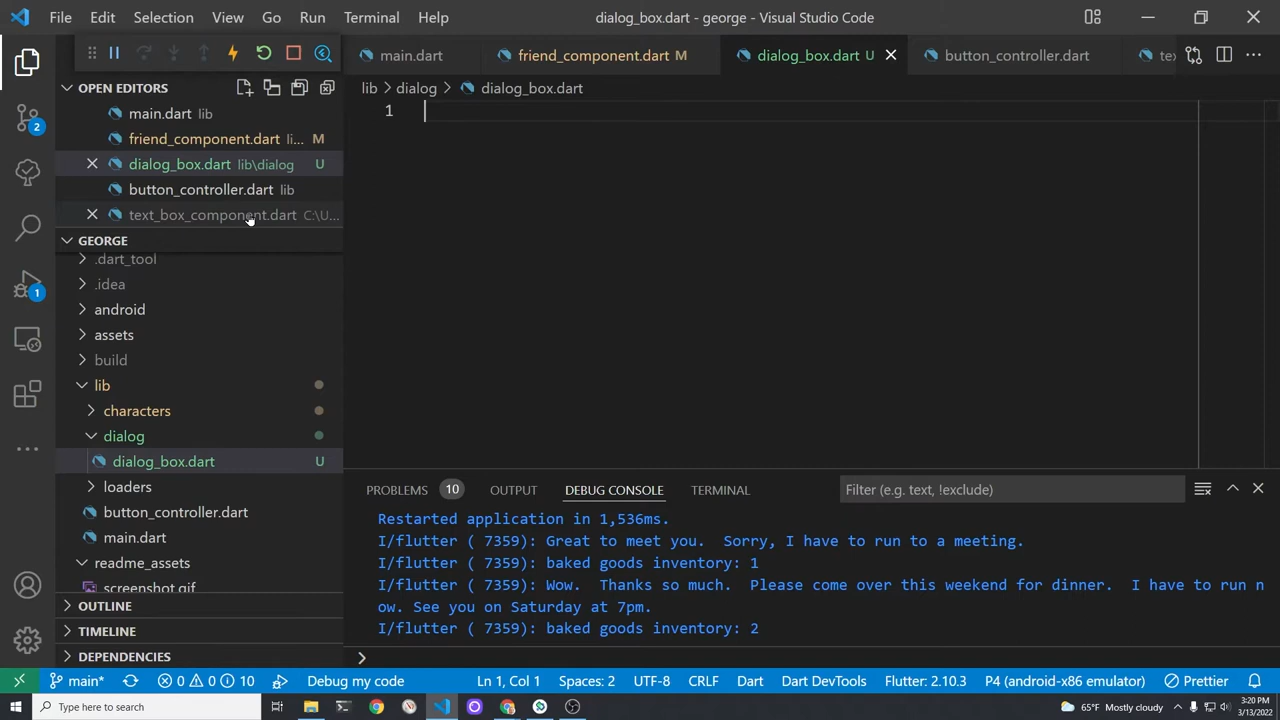 File Edit Selection View Go Run Terminal Help dialog_box.dart - george - Visual Studio Code
main.dart friend_component.dart M dialog_box.dart U button_controller.dart te
OPEN EDITORS
main.dart lib
friend_component.dart li... M
dialog_box.dart lib\dialog U
button_controller.dart lib
text_box_component.dart C:\U...
GEORGE
.dart_tool
.idea
android
assets
build
lib
characters
dialog
dialog_box.dart U
loaders
button_controller.dart
main.dart
readme_assets
screenshot.gif
OUTLINE
TIMELINE
DEPENDENCIES
2
1
lib > dialog > dialog_box.dart
1
PROBLEMS 10 OUTPUT DEBUG CONSOLE TERMINAL Filter (e.g. text, !exclude)
Restarted application in 1,536ms.
I/flutter ( 7359): Great to meet you.  Sorry, I have to run to a meeting.
I/flutter ( 7359): baked goods inventory: 1
I/flutter ( 7359): Wow.  Thanks so much.  Please come over this weekend for dinner.  I have to run n
ow. See you on Saturday at 7pm.
I/flutter ( 7359): baked goods inventory: 2
main* 0 0 10 Debug my code Ln 1, Col 1 Spaces: 2 UTF-8 CRLF Dart Dart DevTools Flutter: 2.10.3 P4 (android-x86 emulator) Prettier
Type here to search 65°F Mostly cloudy 3:20 PM
3/13/2022